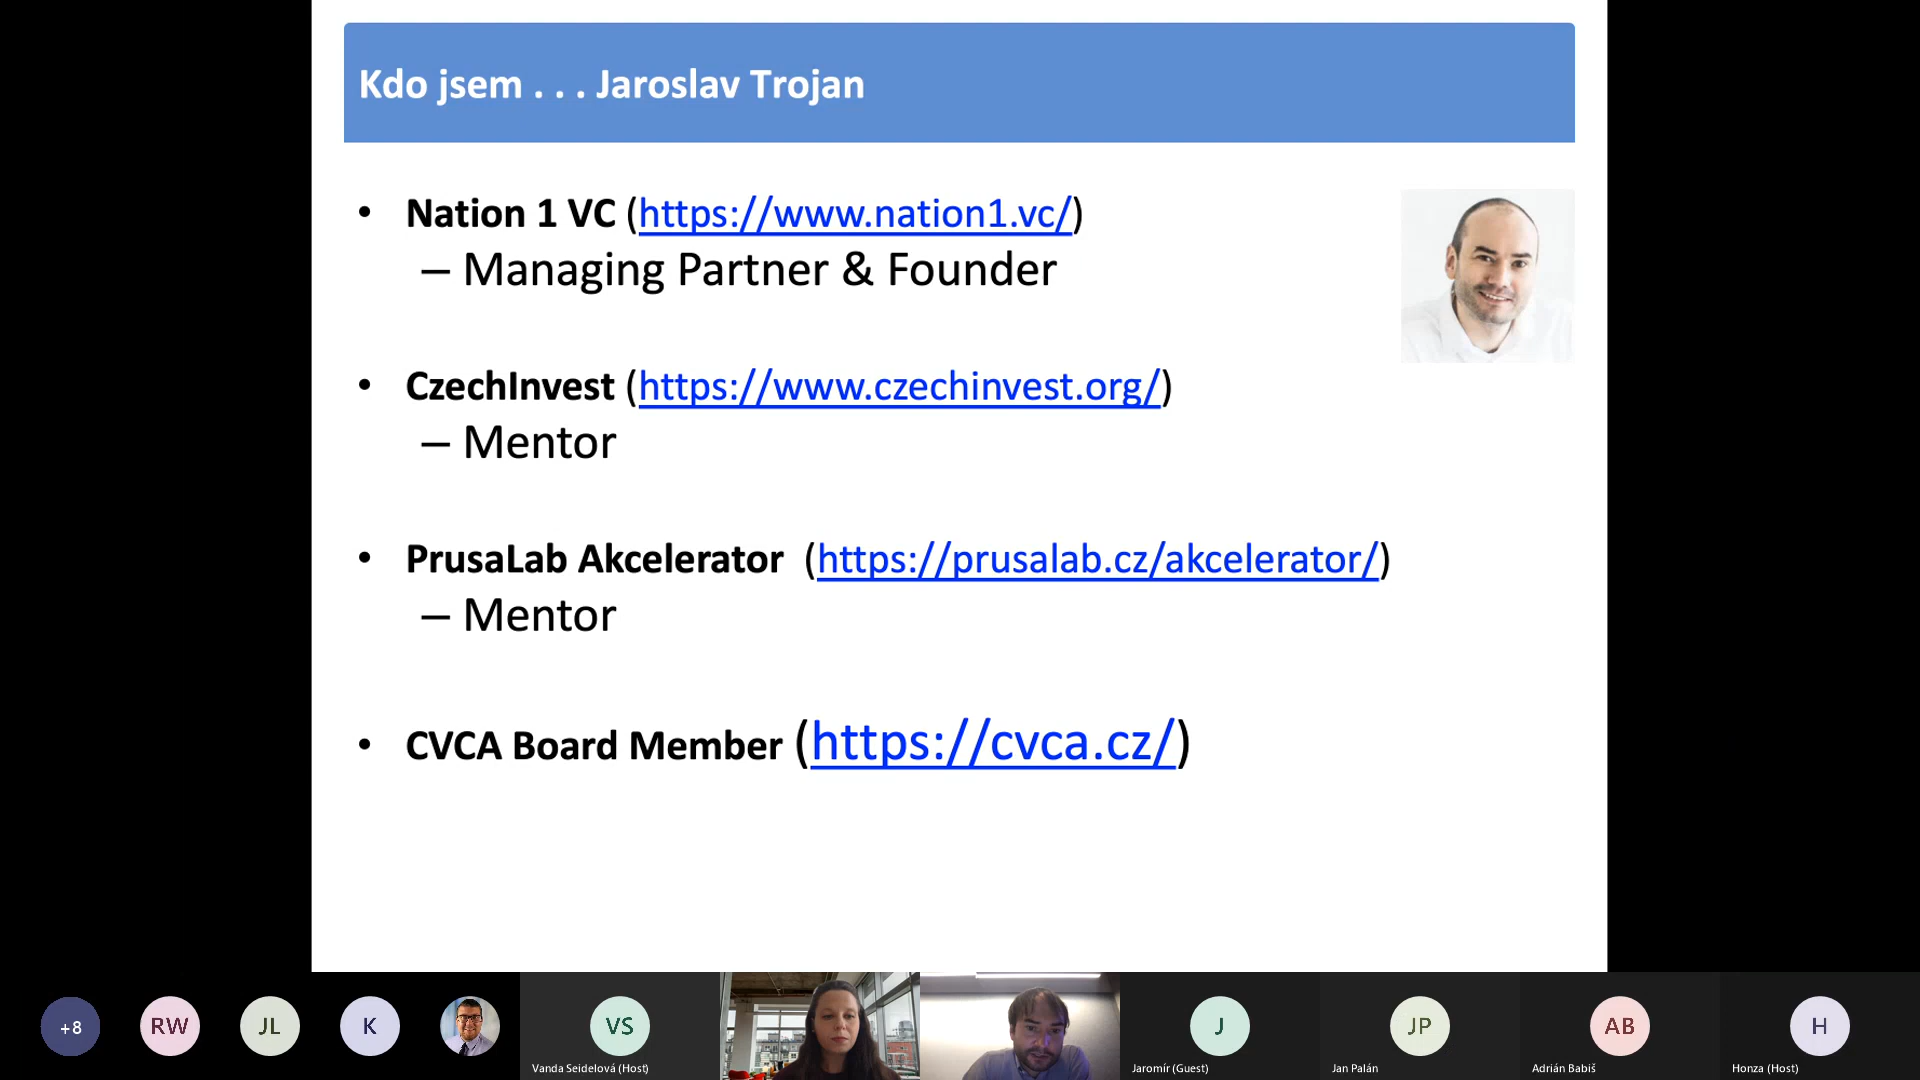 Kdo jsem . . . Jaroslav Trojan
• Nation 1 VC (https://www.nation1.vc/)
– Managing Partner & Founder
• CzechInvest (https://www.czechinvest.org/)
– Mentor
• PrusaLab Akcelerator (https://prusalab.cz/akcelerator/)
– Mentor
• CVCA Board Member (https://cvca.cz/)
+8
RW
JL
K
VS
J
JP
AB
H
Vanda Seidelová (Host)
Jaromír (Guest)
Jan Palán
Adrián Babiš
Honza (Host)